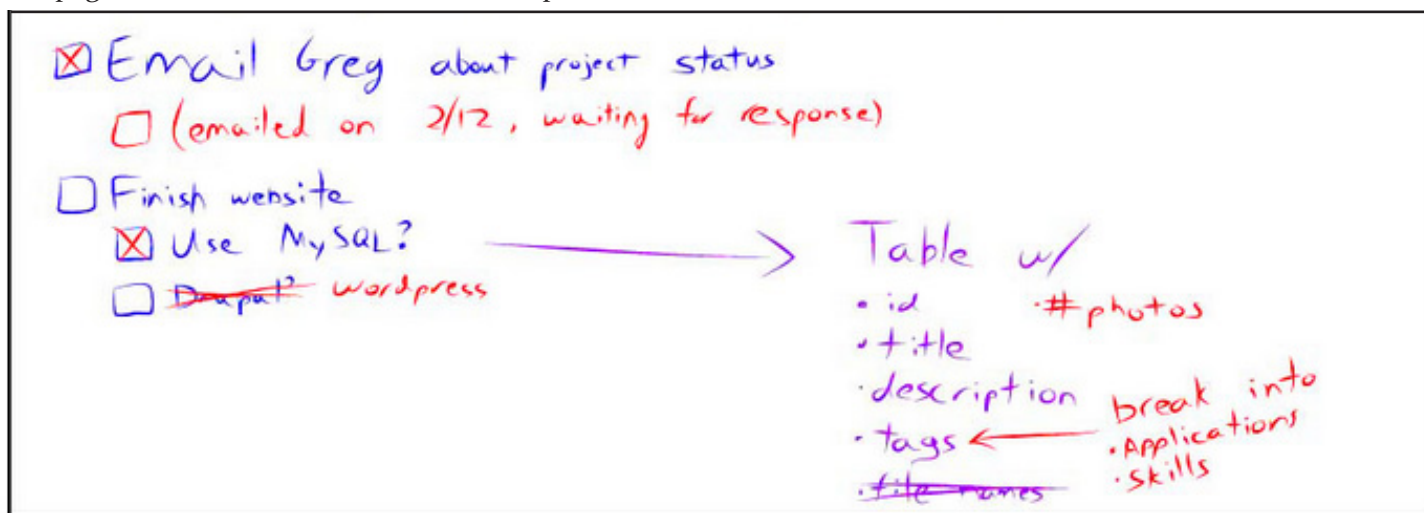 Email Greg about project status
(emailed on 2/12, waiting for response)
Finish wensite
Use MySQL?
Drupal? wordpress
Table w/
• id
• #photos
• title
• description
• tags
break into
• Applications
• Skills
• file names